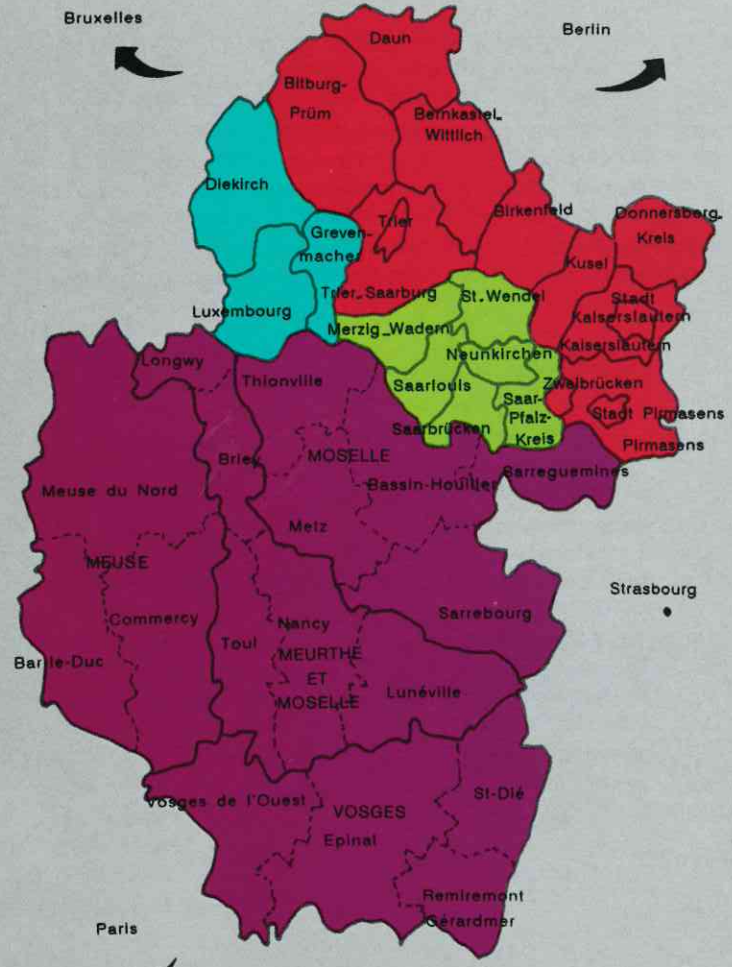 Bruxelles
Berlin
Daun
Bitburg-
Prüm
Bernkastel-
Wittlich
Diekirch
Greven-
macher
Trier
Birkenfeld
Donnersberg-
Kreis
Kusel
Luxembourg
Trier-Saarburg
St.Wendel
Stadt
Kaiserslautern
Merzig-Wadern
Neunkirchen
Kaiserslautern
Longwy
Thionville
Saarlouis
Zweibrücken
Saar-
Pfalz-
Kreis
Stadt Pirmasens
Saarbrücken
Pirmasens
Briey
MOSELLE
Bassin-Houiller
Sarreguemines
Meuse du Nord
Metz
MEUSE
Strasbourg
Commercy
Sarrebourg
Nancy
Toul
Bar-le-Duc
MEURTHE
ET
MOSELLE
Lunéville
Vosges de l'Ouest
VOSGES
Epinal
St-Dié
Remiremont
Gérardmer
Paris